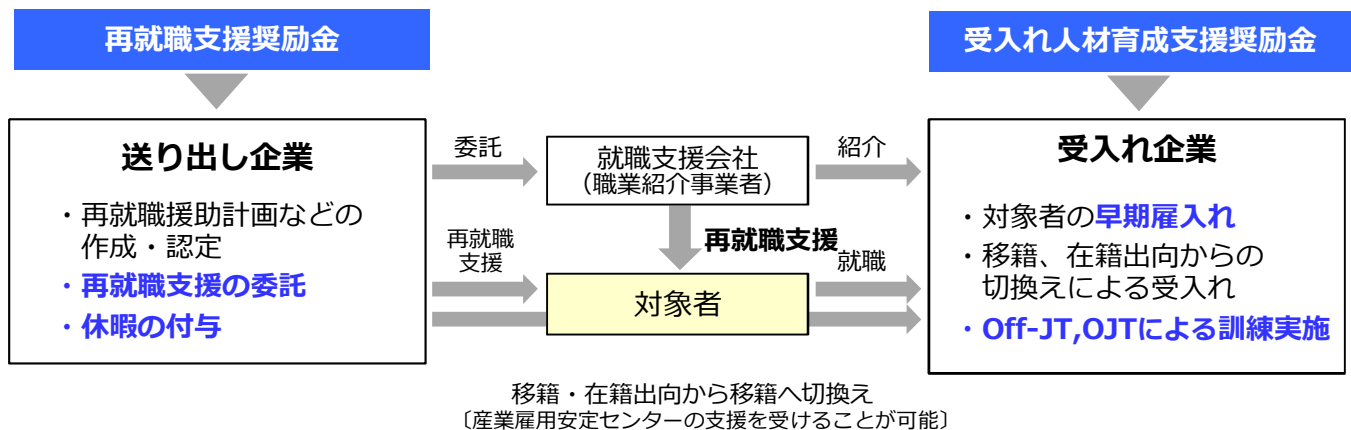 再就職支援奨励金
受入れ人材育成支援奨励金
送り出し企業
・再就職援助計画などの
作成・認定
・再就職支援の委託
・休暇の付与
委託
就職支援会社
（職業紹介事業者）
紹介
再就職支援
再就職
支援
対象者
就職
受入れ企業
・対象者の早期雇入れ
・移籍、在籍出向からの
切換えによる受入れ
・Off-JT,OJTによる訓練実施
移籍・在籍出向から移籍へ切換え
〔産業雇用安定センターの支援を受けることが可能〕